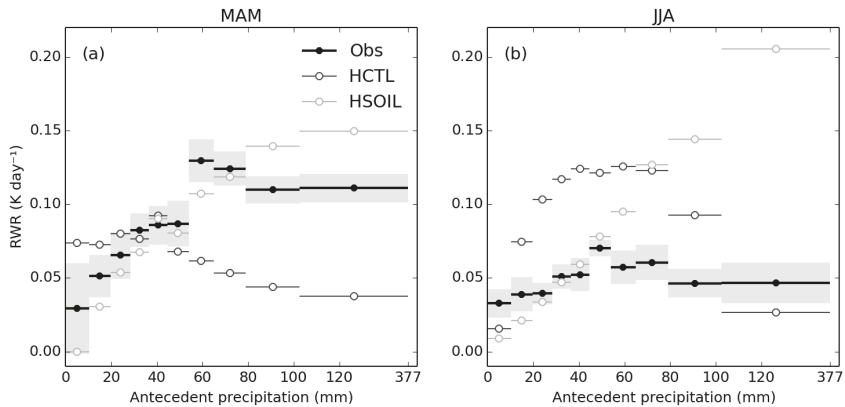 MAM
JJA
(a)
(b)
Obs
HCTL
HSOIL
RWR (K day⁻¹)
0.20
0.15
0.10
0.05
0.00
0.20
0.15
0.10
0.05
0.00
0 20 40 60 80 100 120 377
0 20 40 60 80 100 120 377
Antecedent precipitation (mm)
Antecedent precipitation (mm)